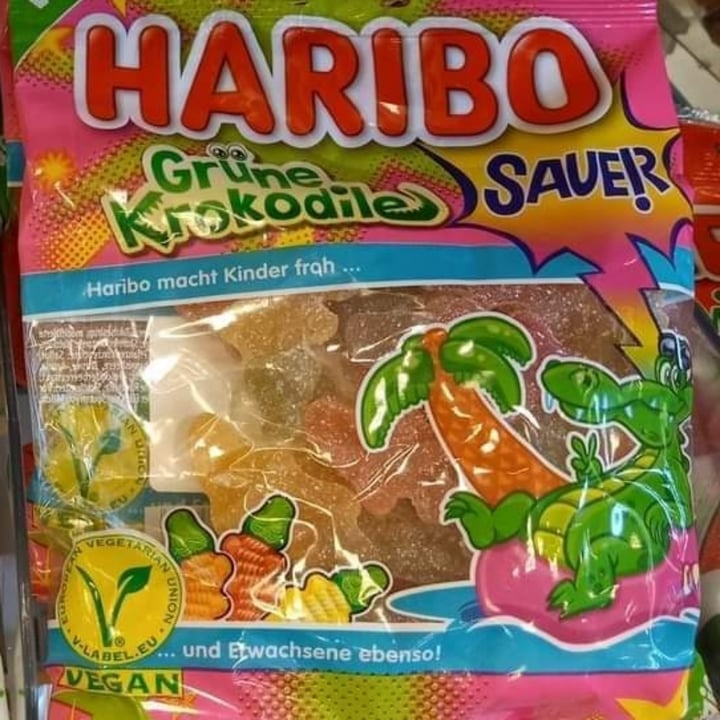 HARIBO
Grüne
Krokodile
SAUER
Haribo macht Kinder froh ...
EUROPEAN VEGETARIAN UNION
V-LABEL.EU
VEGAN
... und Erwachsene ebenso!